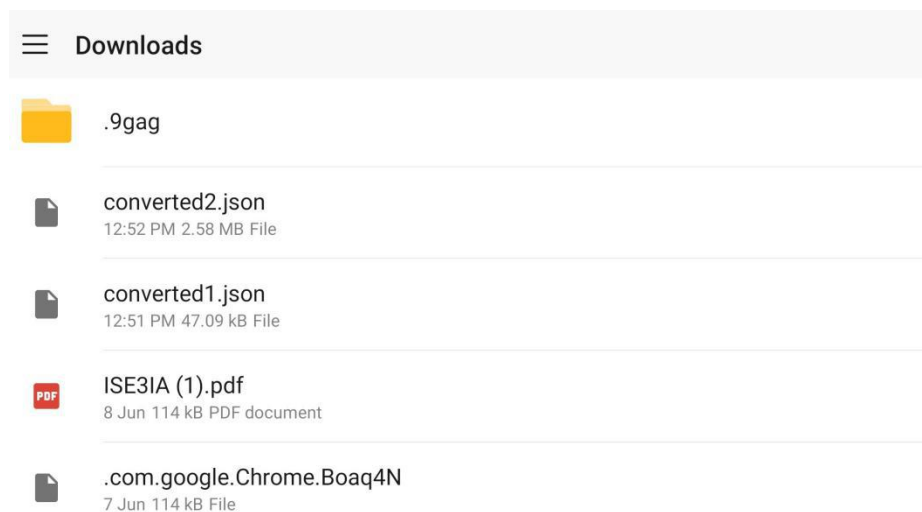 Downloads
.9gag
converted2.json
12:52 PM 2.58 MB File
converted1.json
12:51 PM 47.09 kB File
PDF
ISE3IA (1).pdf
8 Jun 114 kB PDF document
.com.google.Chrome.Boaq4N
7 Jun 114 kB File